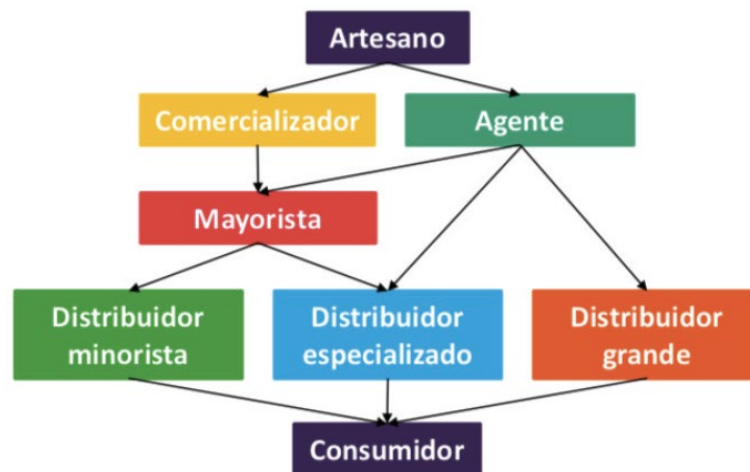 Artesano
Comercializador
Agente
Mayorista
Distribuidor
minorista
Distribuidor
especializado
Distribuidor
grande
Consumidor